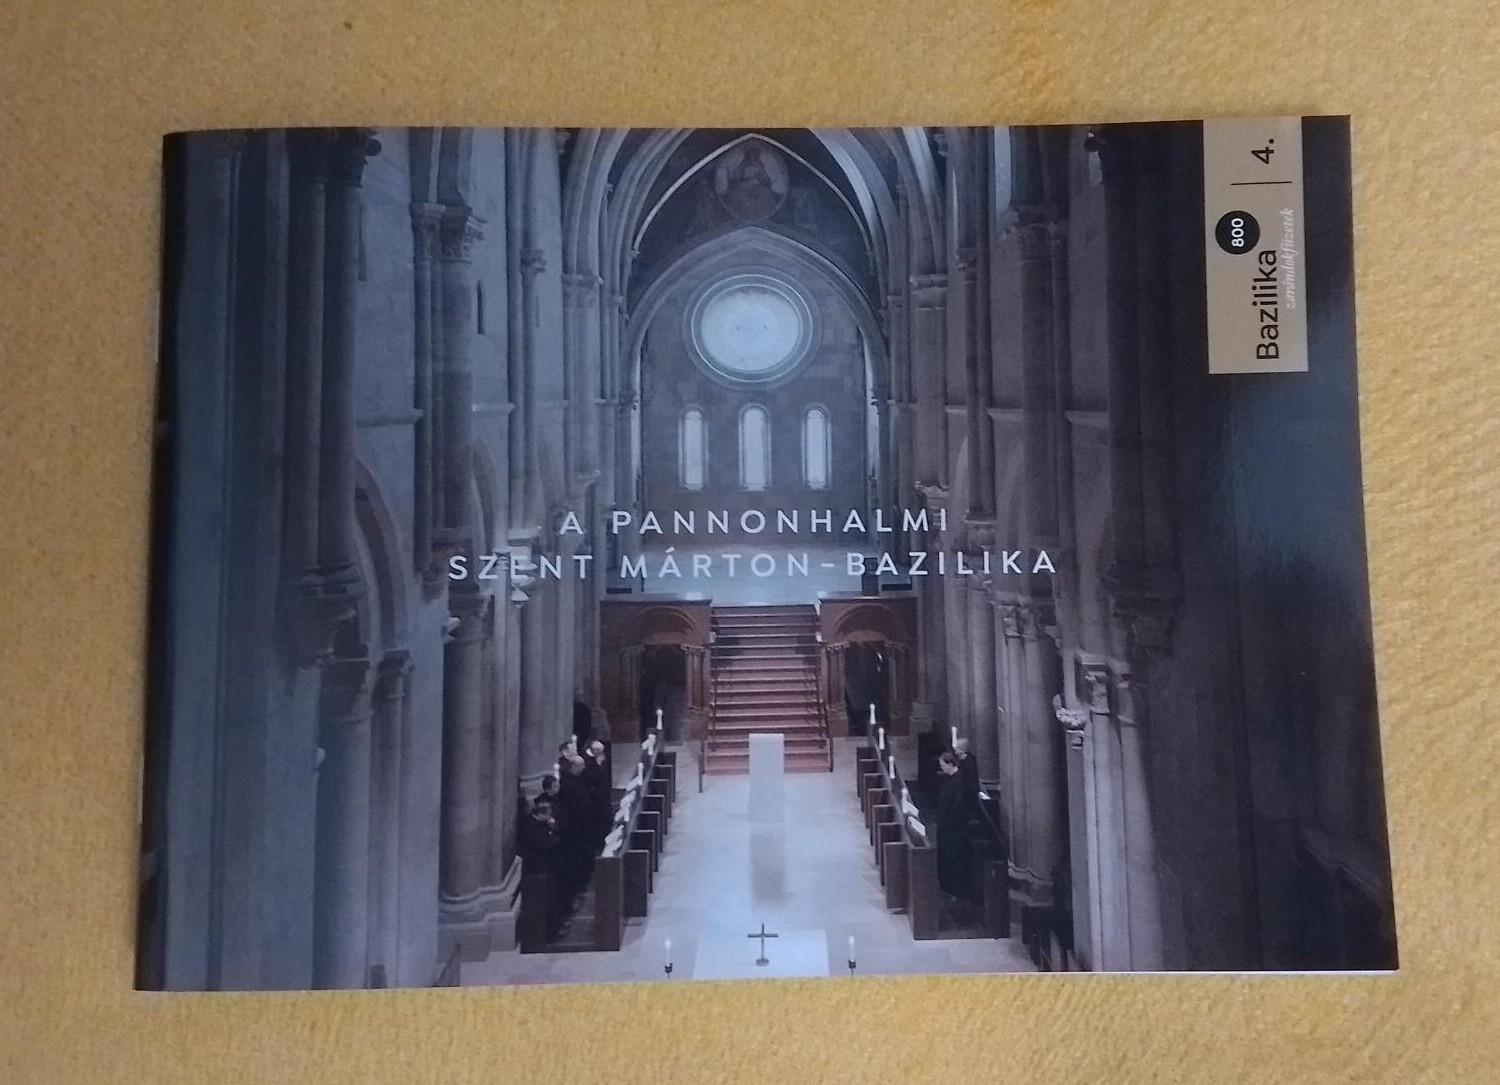 A PANNONHALMI
SZENT MÁRTON-BAZILIKA
Bazilika 800 4.
zarándokfüzetek